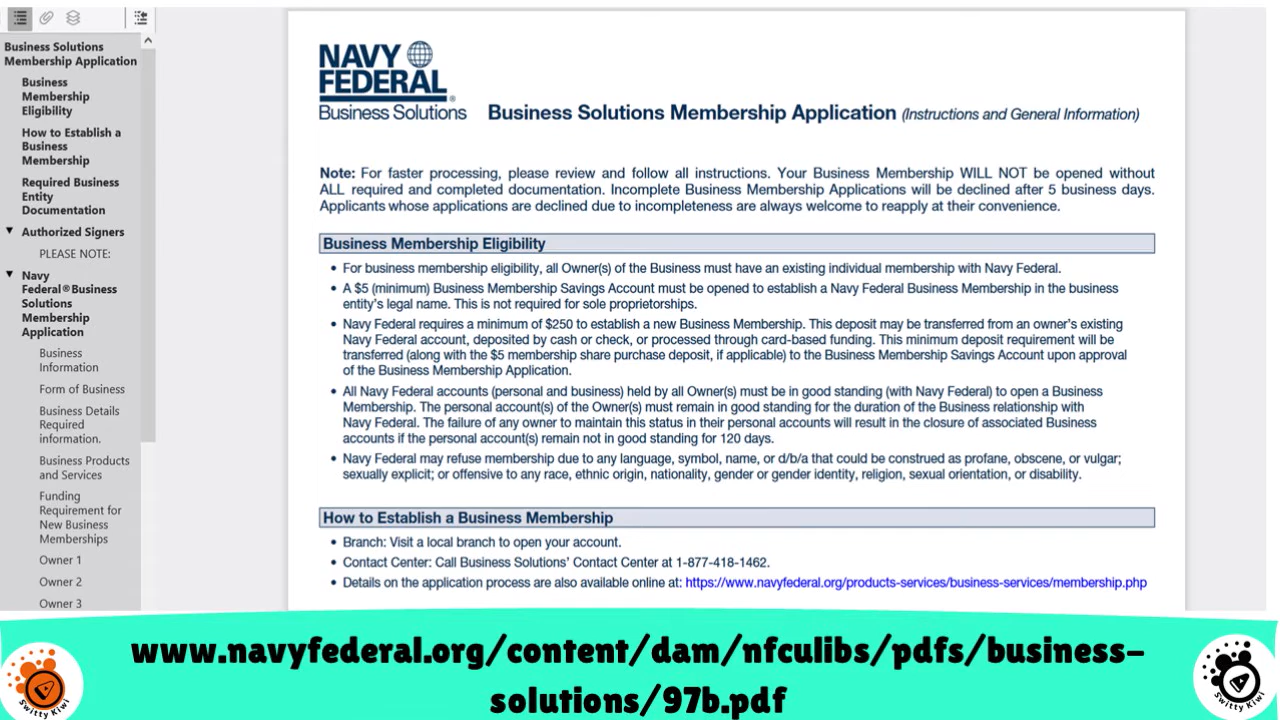 Business Solutions
Membership Application
Business
Membership
Eligibility
How to Establish a
Business
Membership
Required Business
Entity
Documentation
Authorized Signers
PLEASE NOTE:
Navy
Federal®Business
Solutions
Membership
Application
Business
Information
Form of Business
Business Details
Required
information.
Business Products
and Services
Funding
Requirement for
New Business
Memberships
Owner 1
Owner 2
Owner 3
NAVY
FEDERAL®
Business Solutions
Business Solutions Membership Application (Instructions and General Information)
Note: For faster processing, please review and follow all instructions. Your Business Membership WILL NOT be opened without
ALL required and completed documentation. Incomplete Business Membership Applications will be declined after 5 business days.
Applicants whose applications are declined due to incompleteness are always welcome to reapply at their convenience.
Business Membership Eligibility
• For business membership eligibility, all Owner(s) of the Business must have an existing individual membership with Navy Federal.
• A $5 (minimum) Business Membership Savings Account must be opened to establish a Navy Federal Business Membership in the business
entity's legal name. This is not required for sole proprietorships.
• Navy Federal requires a minimum of $250 to establish a new Business Membership. This deposit may be transferred from an owner's existing
Navy Federal account, deposited by cash or check, or processed through card-based funding. This minimum deposit requirement will be
transferred (along with the $5 membership share purchase deposit, if applicable) to the Business Membership Savings Account upon approval
of the Business Membership Application.
• All Navy Federal accounts (personal and business) held by all Owner(s) must be in good standing (with Navy Federal) to open a Business
Membership. The personal account(s) of the Owner(s) must remain in good standing for the duration of the Business relationship with
Navy Federal. The failure of any owner to maintain this status in their personal accounts will result in the closure of associated Business
accounts if the personal account(s) remain not in good standing for 120 days.
• Navy Federal may refuse membership due to any language, symbol, name, or d/b/a that could be construed as profane, obscene, or vulgar;
sexually explicit; or offensive to any race, ethnic origin, nationality, gender or gender identity, religion, sexual orientation, or disability.
How to Establish a Business Membership
• Branch: Visit a local branch to open your account.
• Contact Center: Call Business Solutions' Contact Center at 1-877-418-1462.
• Details on the application process are also available online at: https://www.navyfederal.org/products-services/business-services/membership.php
www.navyfederal.org/content/dam/nfculibs/pdfs/business-
solutions/97b.pdf
Switty Kiwi
Switty Kiwi